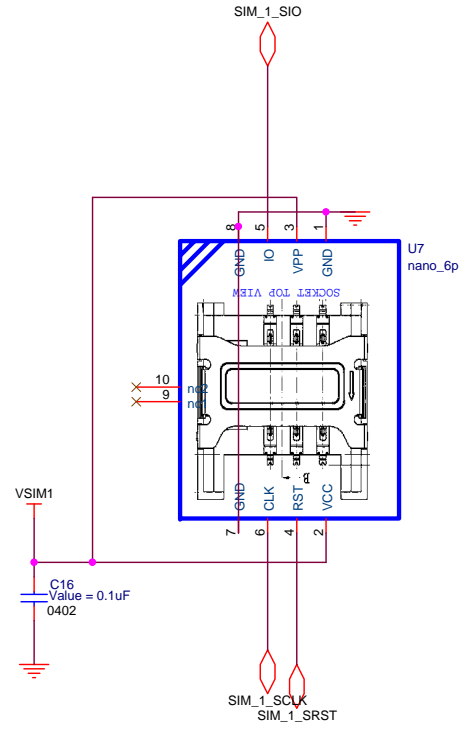 SIM_1_SIO
8
5
3
1
GND
IO
VPP
GND
U7
nano_6p
SOCKET TOP VIEW
10
nc2
9
nc1
B
GND
CLK
RST
VCC
7
6
4
2
VSIM1
C16
Value = 0.1uF
0402
SIM_1_SCLK
SIM_1_SRST